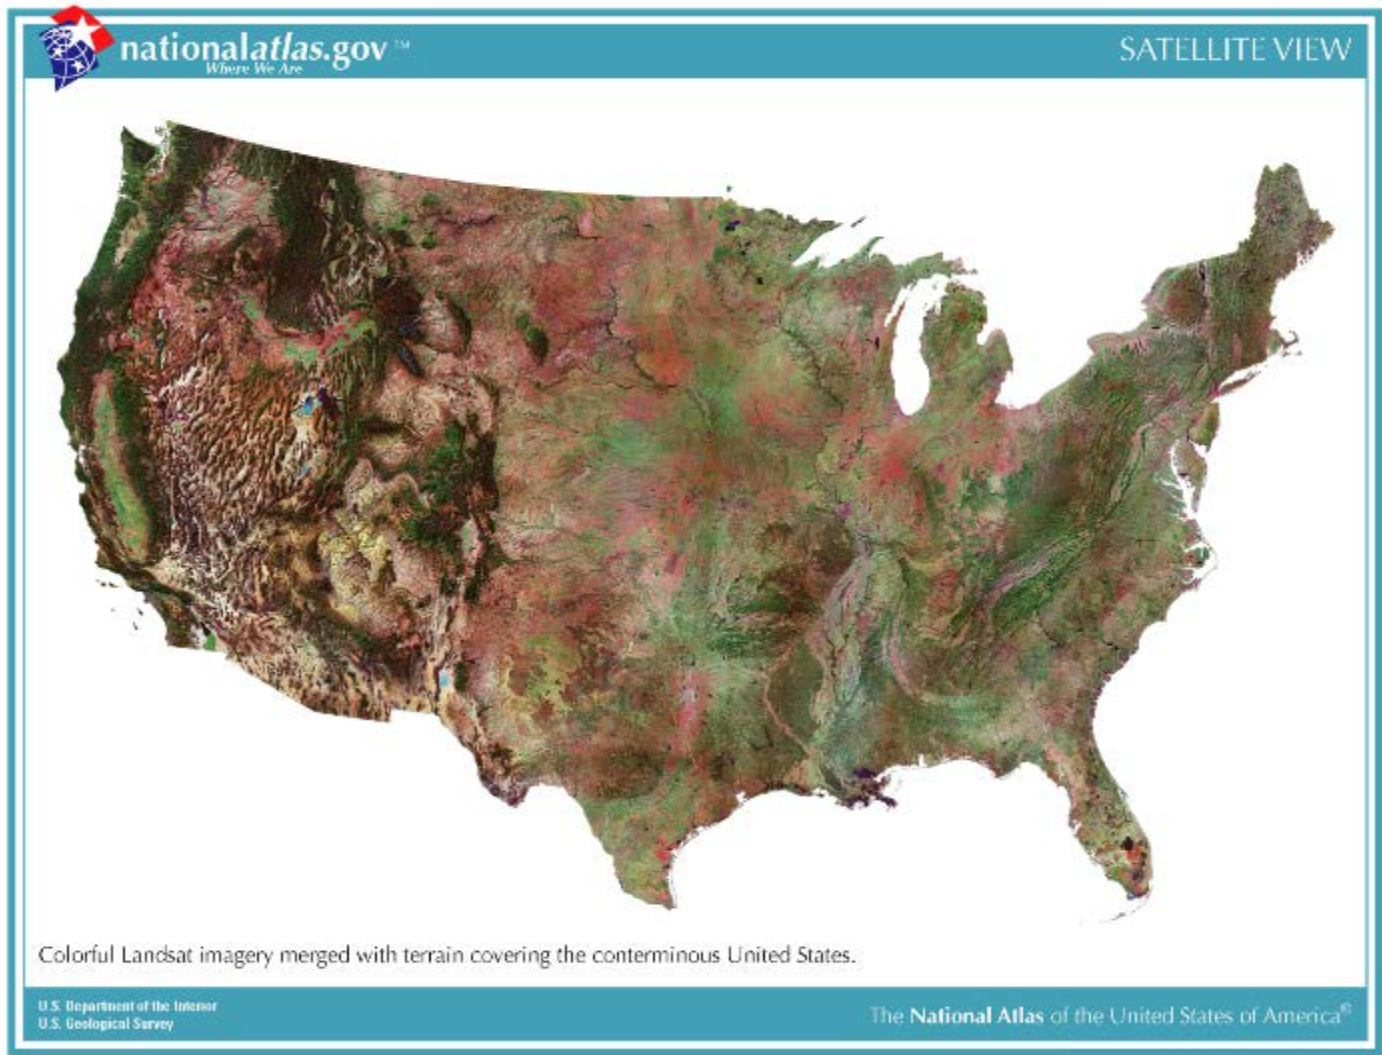 nationalatlas.gov™
Where We Are
SATELLITE VIEW
Colorful Landsat imagery merged with terrain covering the conterminous United States.
U.S. Department of the Interior
U.S. Geological Survey
The National Atlas of the United States of America®